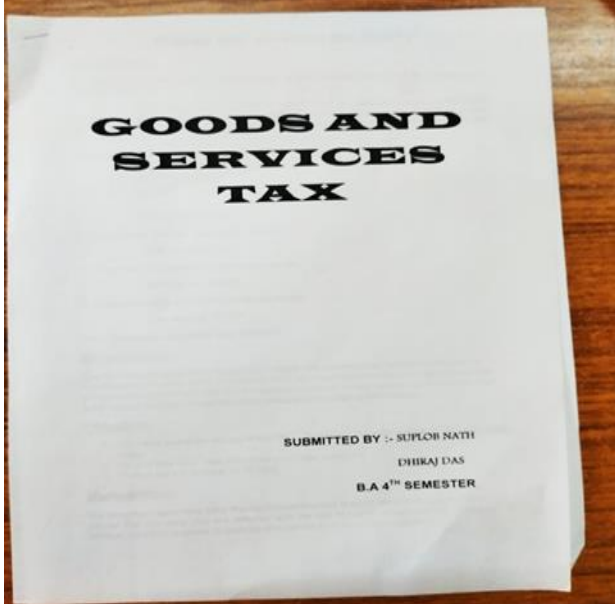 GOODS AND
SERVICES
TAX
SUBMITTED BY :- SUPLOB NATH
DHIRAJ DAS
B.A 4TH SEMESTER